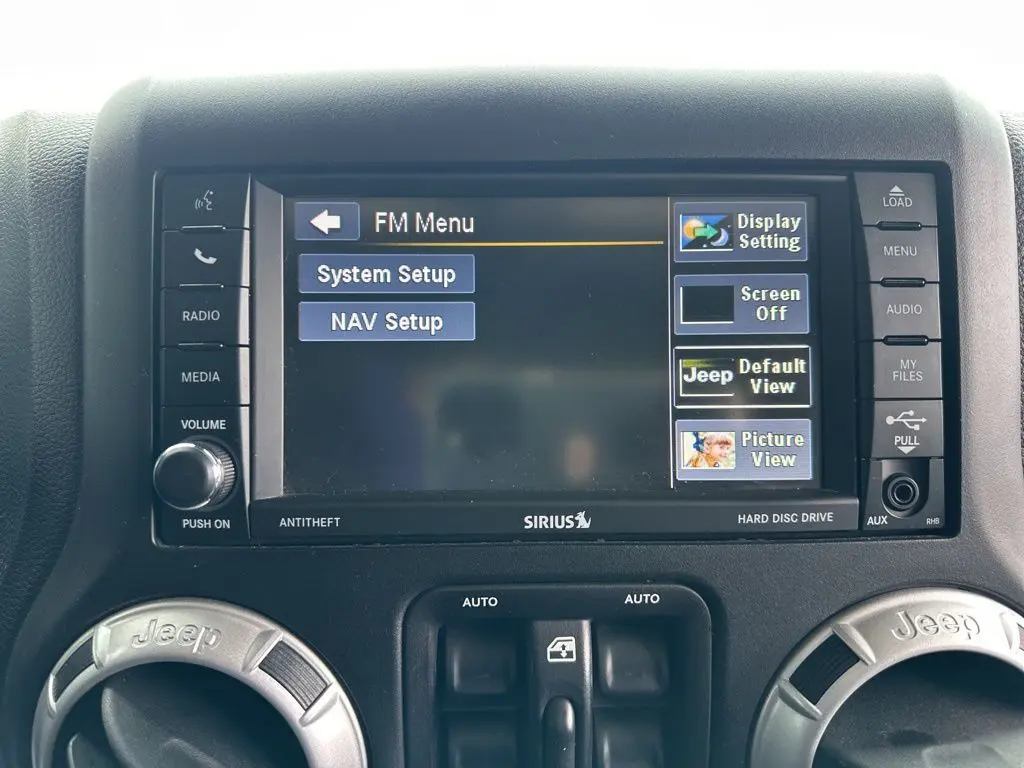 LOAD
FM Menu
Display
Setting
MENU
System Setup
Screen
Off
RADIO
NAV Setup
AUDIO
MEDIA
Jeep
Default
View
MY
FILES
VOLUME
Picture
View
PULL
PUSH ON
ANTITHEFT
SIRIUS
HARD DISC DRIVE
AUX
RHB
AUTO
AUTO
Jeep
Jeep